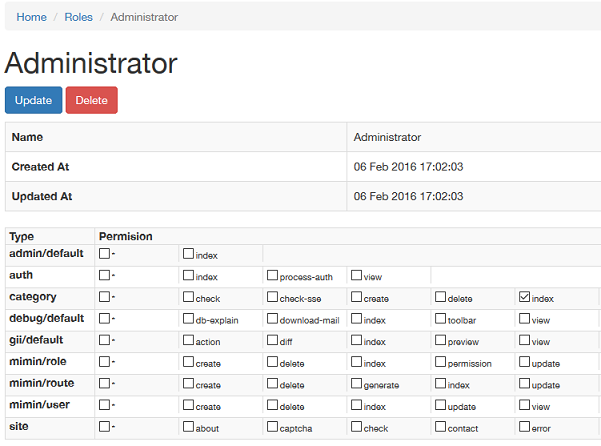 Home / Roles / Administrator
Administrator
Update Delete
Name Administrator
Created At 06 Feb 2016 17:02:03
Updated At 06 Feb 2016 17:02:03
Type Permision
admin/default - index
auth - index process-auth view
category - check check-sse create delete index
debug/default - db-explain download-mail index toolbar view
gii/default - action diff index preview view
mimin/role - create delete index permission update
mimin/route - create delete generate index update
mimin/user - create delete index update view
site - about captcha check contact error